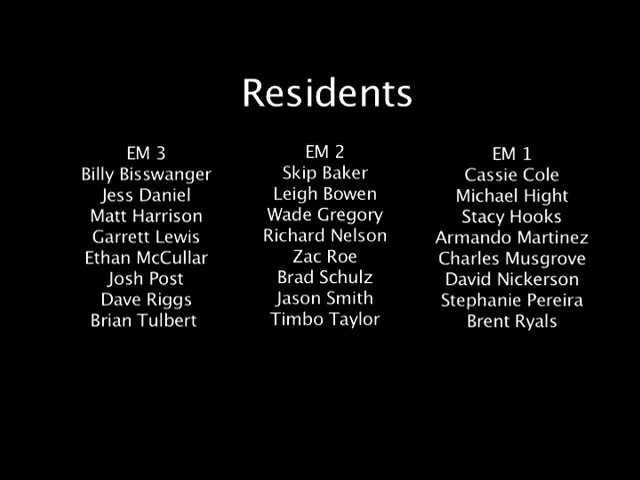 Residents
EM 3
Billy Bisswanger
Jess Daniel
Matt Harrison
Garrett Lewis
Ethan McCullar
Josh Post
Dave Riggs
Brian Tulbert
EM 2
Skip Baker
Leigh Bowen
Wade Gregory
Richard Nelson
Zac Roe
Brad Schulz
Jason Smith
Timbo Taylor
EM 1
Cassie Cole
Michael Hight
Stacy Hooks
Armando Martinez
Charles Musgrove
David Nickerson
Stephanie Pereira
Brent Ryals